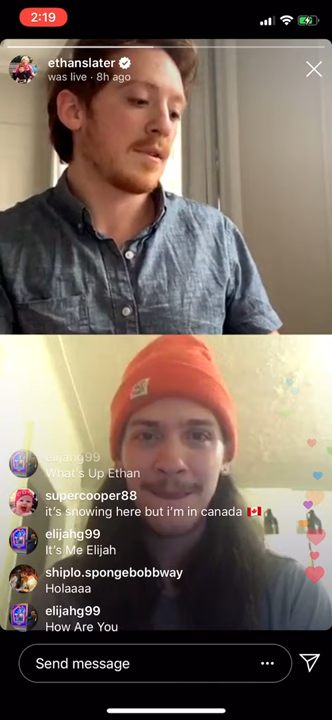 2:19
ethanslater
was live · 8h ago
elijahg99
What's Up Ethan
supercooper88
it's snowing here but i'm in canada 🇨🇦
elijahg99
It's Me Elijah
shiplo.spongebobbway
Holaaaa
elijahg99
How Are You
Send message